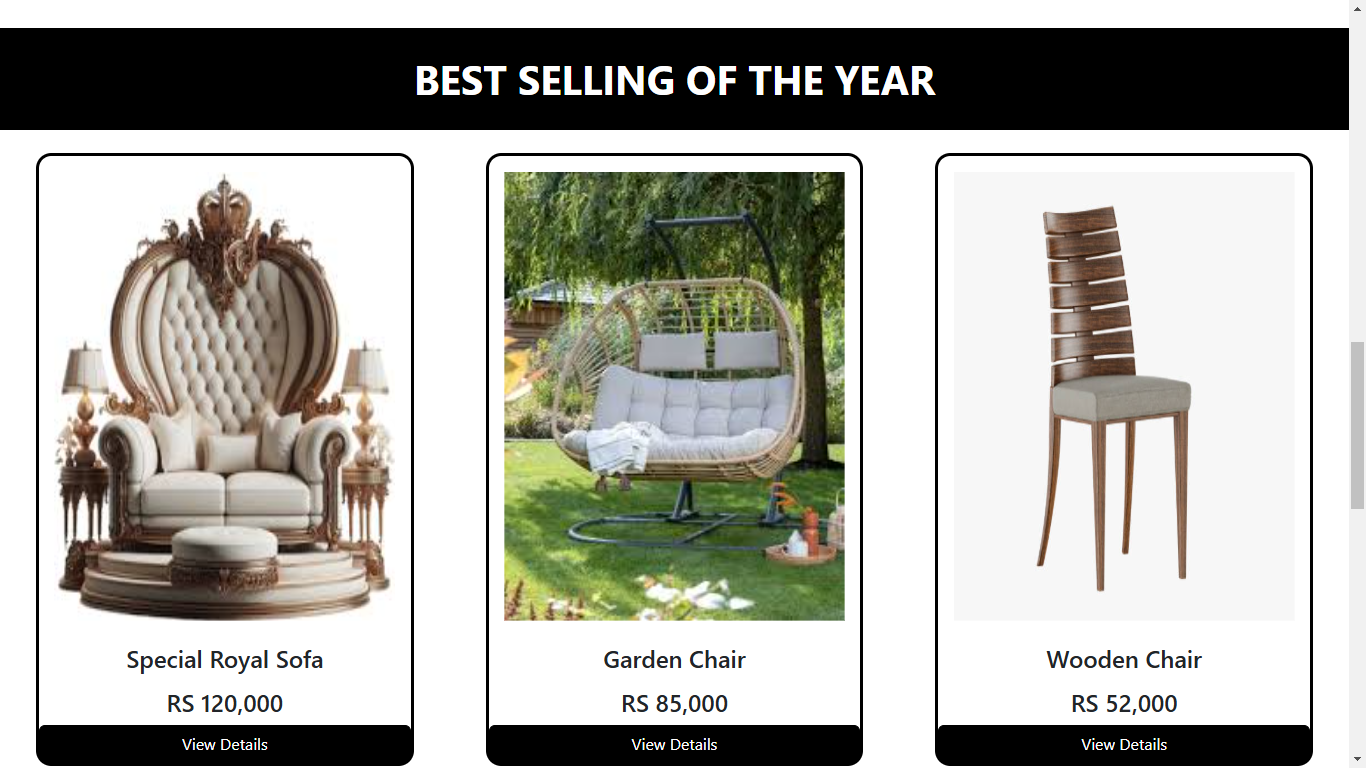 BEST SELLING OF THE YEAR
Special Royal Sofa
RS 120,000
View Details
Garden Chair
RS 85,000
View Details
Wooden Chair
RS 52,000
View Details